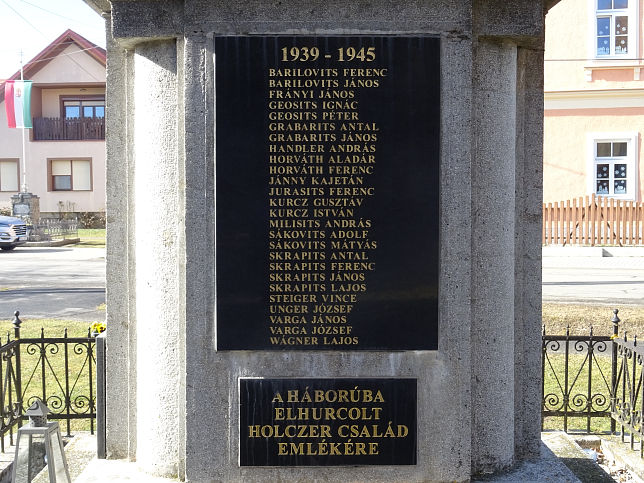 1939 - 1945
BARILOVITS FERENC
BARILOVITS JÁNOS
FRÁNYI JÁNOS
GEOSITS IGNÁC
GEOSITS PÉTER
GRABARITS ANTAL
GRABARITS JÁNOS
HANDLER ANDRÁS
HORVÁTH ALADÁR
HORVÁTH FERENC
JÁNNY KAJETÁN
JURASITS FERENC
KURCZ GUSZTÁV
KURCZ ISTVÁN
MILISITS ANDRÁS
SÁKOVITS ADOLF
SÁKOVITS MÁTYÁS
SKRAPITS ANTAL
SKRAPITS FERENC
SKRAPITS JÁNOS
SKRAPITS LAJOS
STEIGER VINCE
UNGER JÓZSEF
VARGA JÁNOS
VARGA JÓZSEF
WÁGNER LAJOS
A HÁBORÚBA
ELHURCOLT
HOLCZER CSALÁD
EMLÉKÉRE